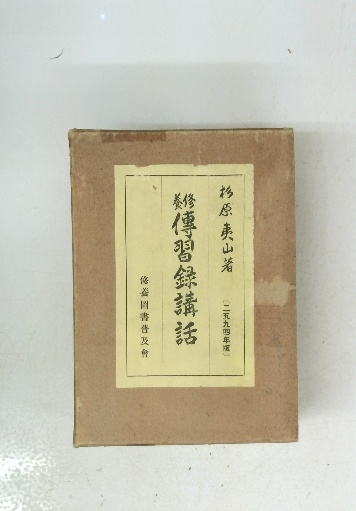 杉原夷山著
〔二五九四年版〕
修養
傳習録講話
修養圖書普及會